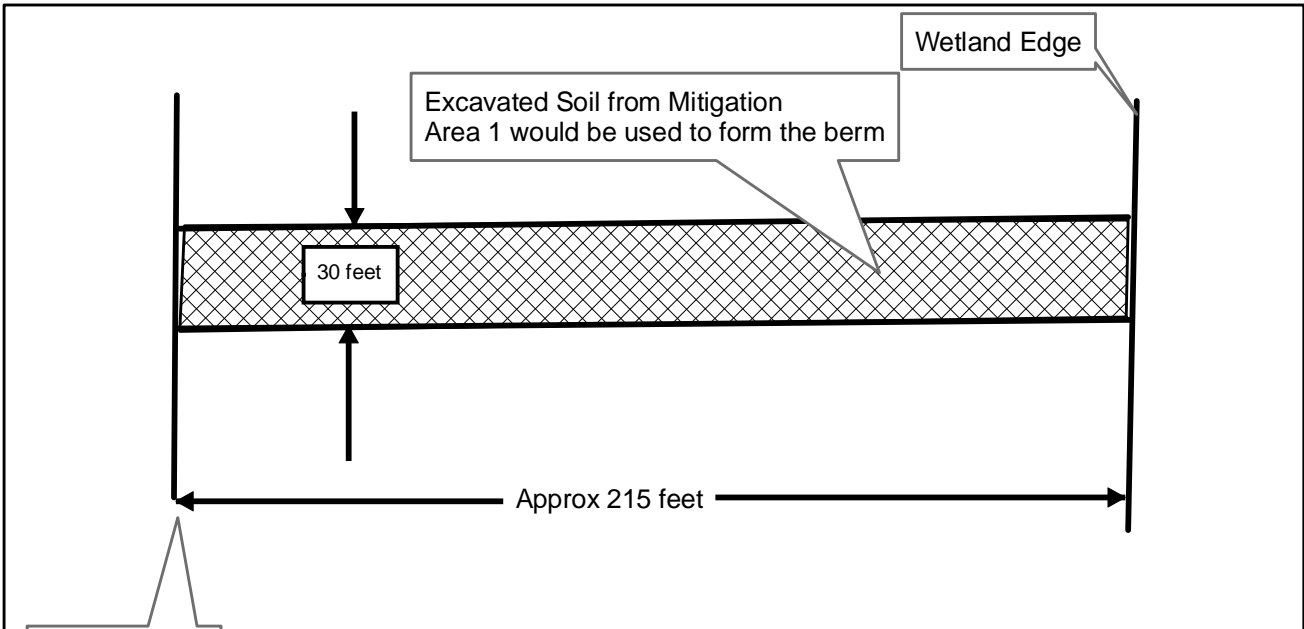 Wetland Edge
Excavated Soil from Mitigation
Area 1 would be used to form the berm
30 feet
Approx 215 feet